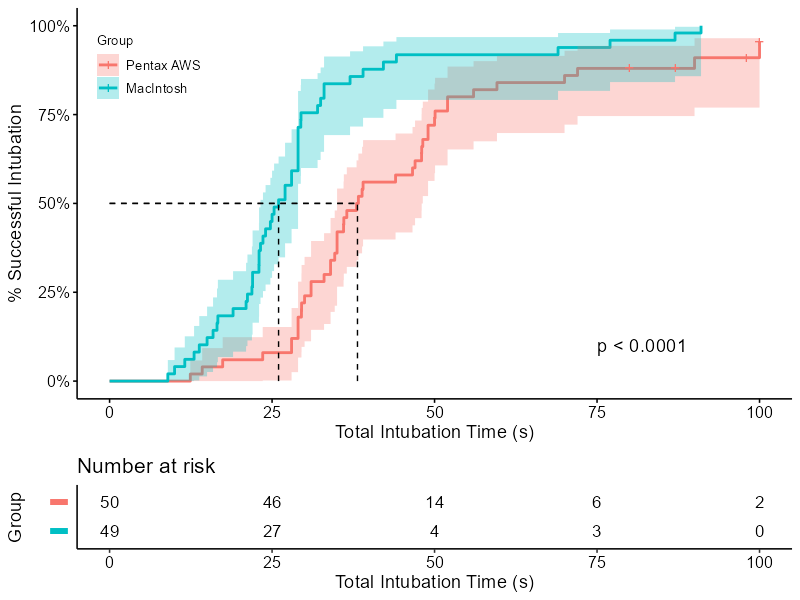 100%
75%
50%
25%
0%
% Successful Intubation
Group
Pentax AWS
MacIntosh
p < 0.0001
0 25 50 75 100
Total Intubation Time (s)
Number at risk
Group
50 46 14 6 2
49 27 4 3 0
0 25 50 75 100
Total Intubation Time (s)